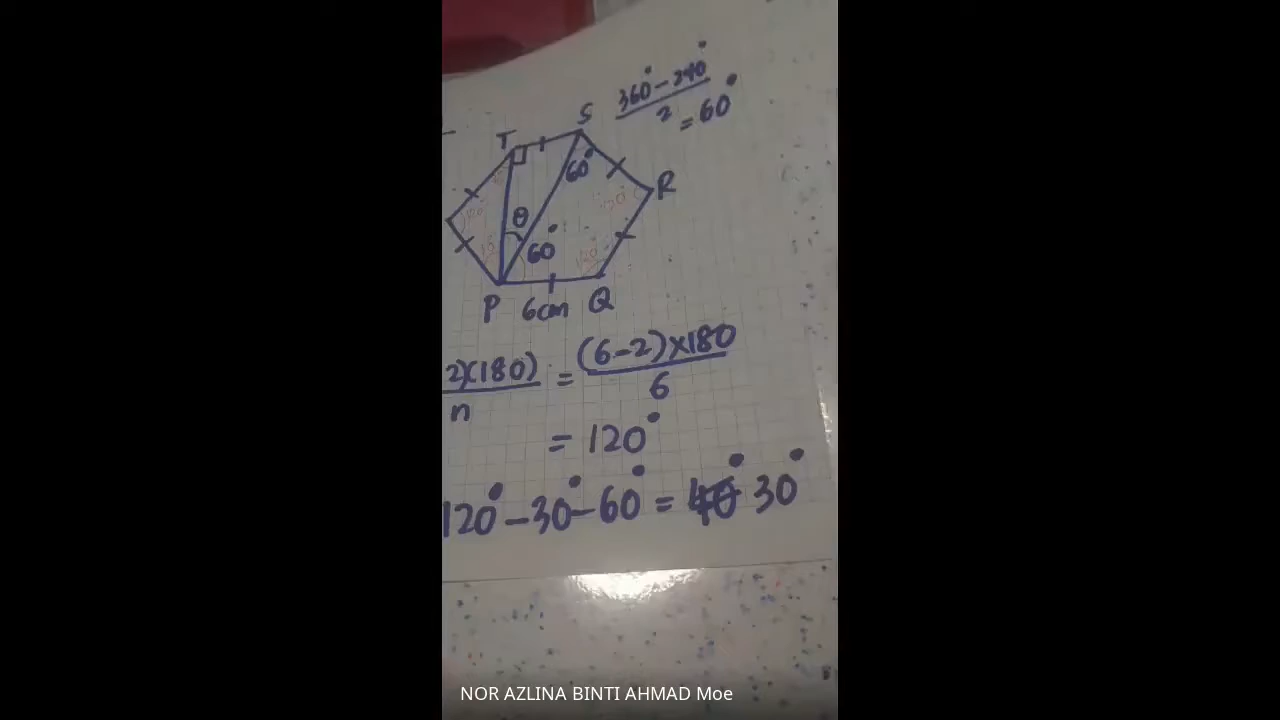 360° - 240°
2
= 60°
S
T
60°
R
120°
θ
60°
P 6cm Q
2)(180) = (6-2)×180
n 6
= 120°
120° - 30° - 60° = 30°
NOR AZLINA BINTI AHMAD Moe